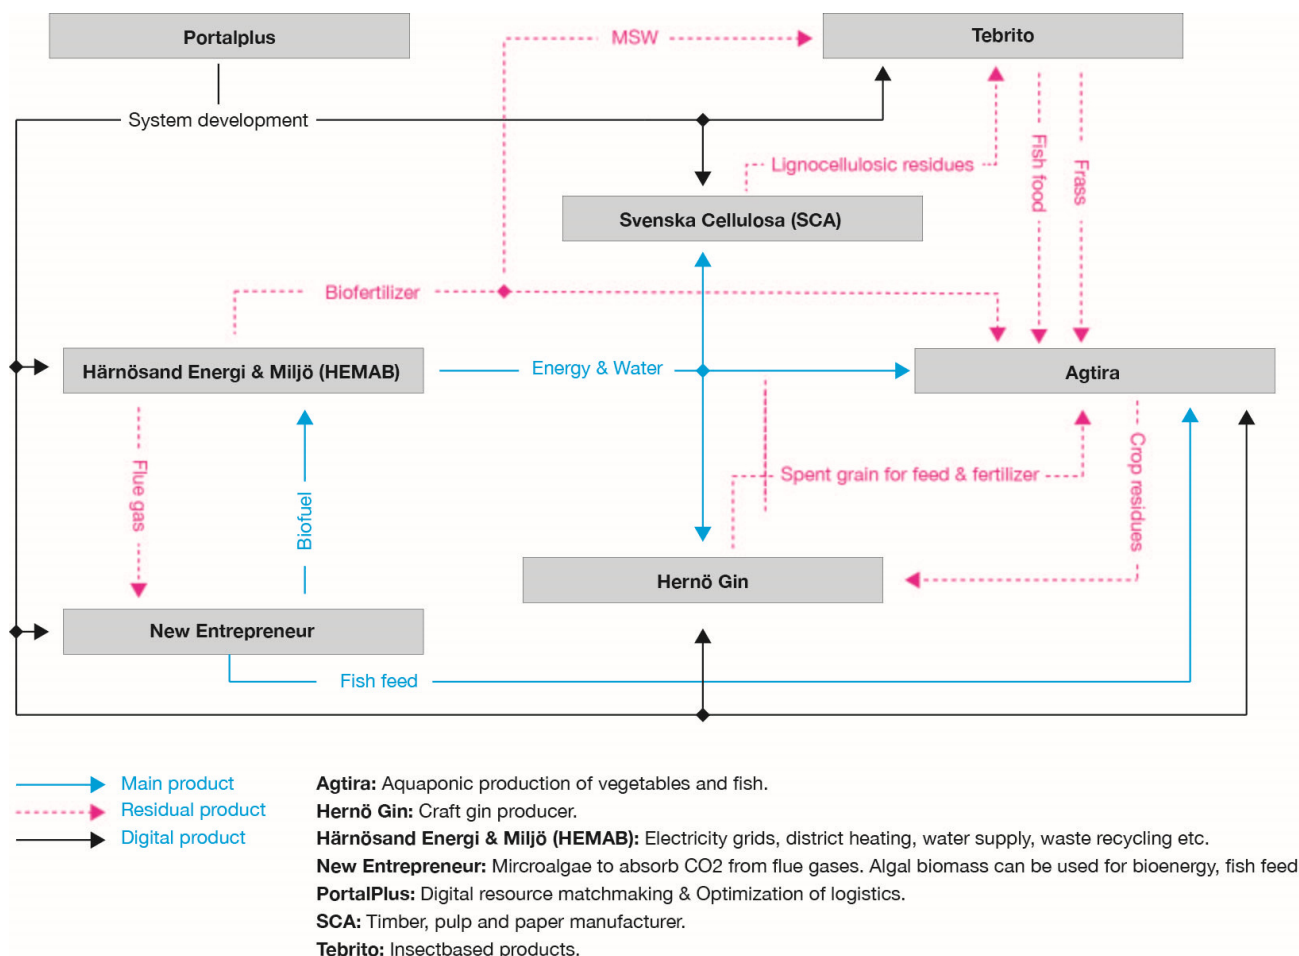 Portalplus
MSW
Tebrito
System development
Lignocellulosic residues
Fish food
Frass
Svenska Cellulosa (SCA)
Biofertilizer
Härnösand Energi & Miljö (HEMAB)
Energy & Water
Agtira
Flue gas
Biofuel
Spent grain for feed & fertilizer
Crop residues
Hernö Gin
New Entrepreneur
Fish feed
Main product
Residual product
Digital product
Agtira: Aquaponic production of vegetables and fish.
Hernö Gin: Craft gin producer.
Härnösand Energi & Miljö (HEMAB): Electricity grids, district heating, water supply, waste recycling etc.
New Entrepreneur: Mircroalgae to absorb CO2 from flue gases. Algal biomass can be used for bioenergy, fish feed
PortalPlus: Digital resource matchmaking & Optimization of logistics.
SCA: Timber, pulp and paper manufacturer.
Tebrito: Insectbased products.